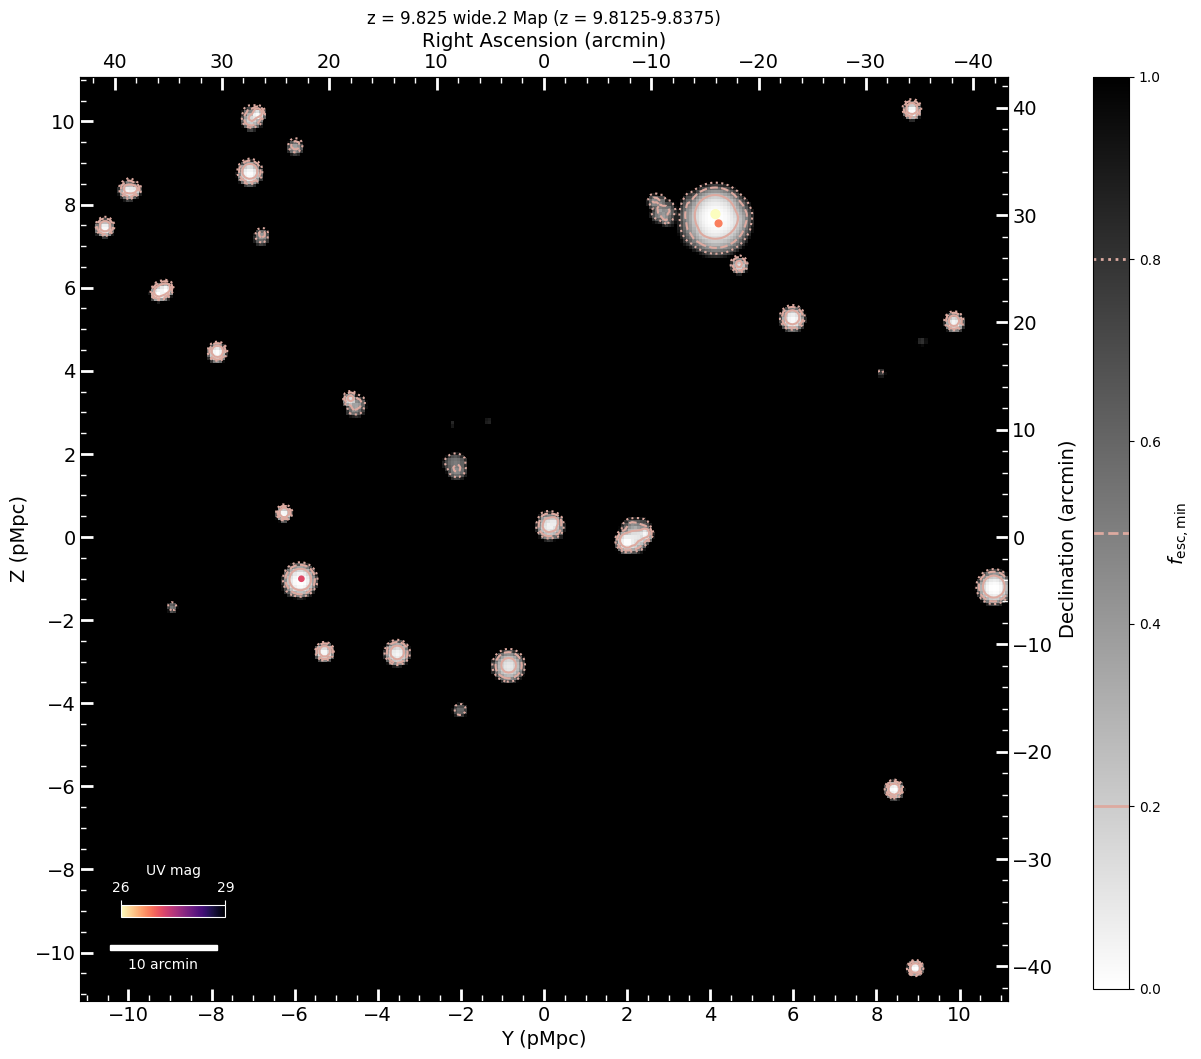 z = 9.825 wide.2 Map (z = 9.8125-9.8375)
Right Ascension (arcmin)
40 30 20 10 0 −10 −20 −30 −40
10
8
6
4
2
0
−2
−4
−6
−8
−10
Z (pMpc)
UV mag
26 29
10 arcmin
−10 −8 −6 −4 −2 0 2 4 6 8 10
Y (pMpc)
40
30
20
10
0
−10
−20
−30
−40
Declination (arcmin)
1.0
0.8
0.6
0.4
0.2
0.0
fesc,min